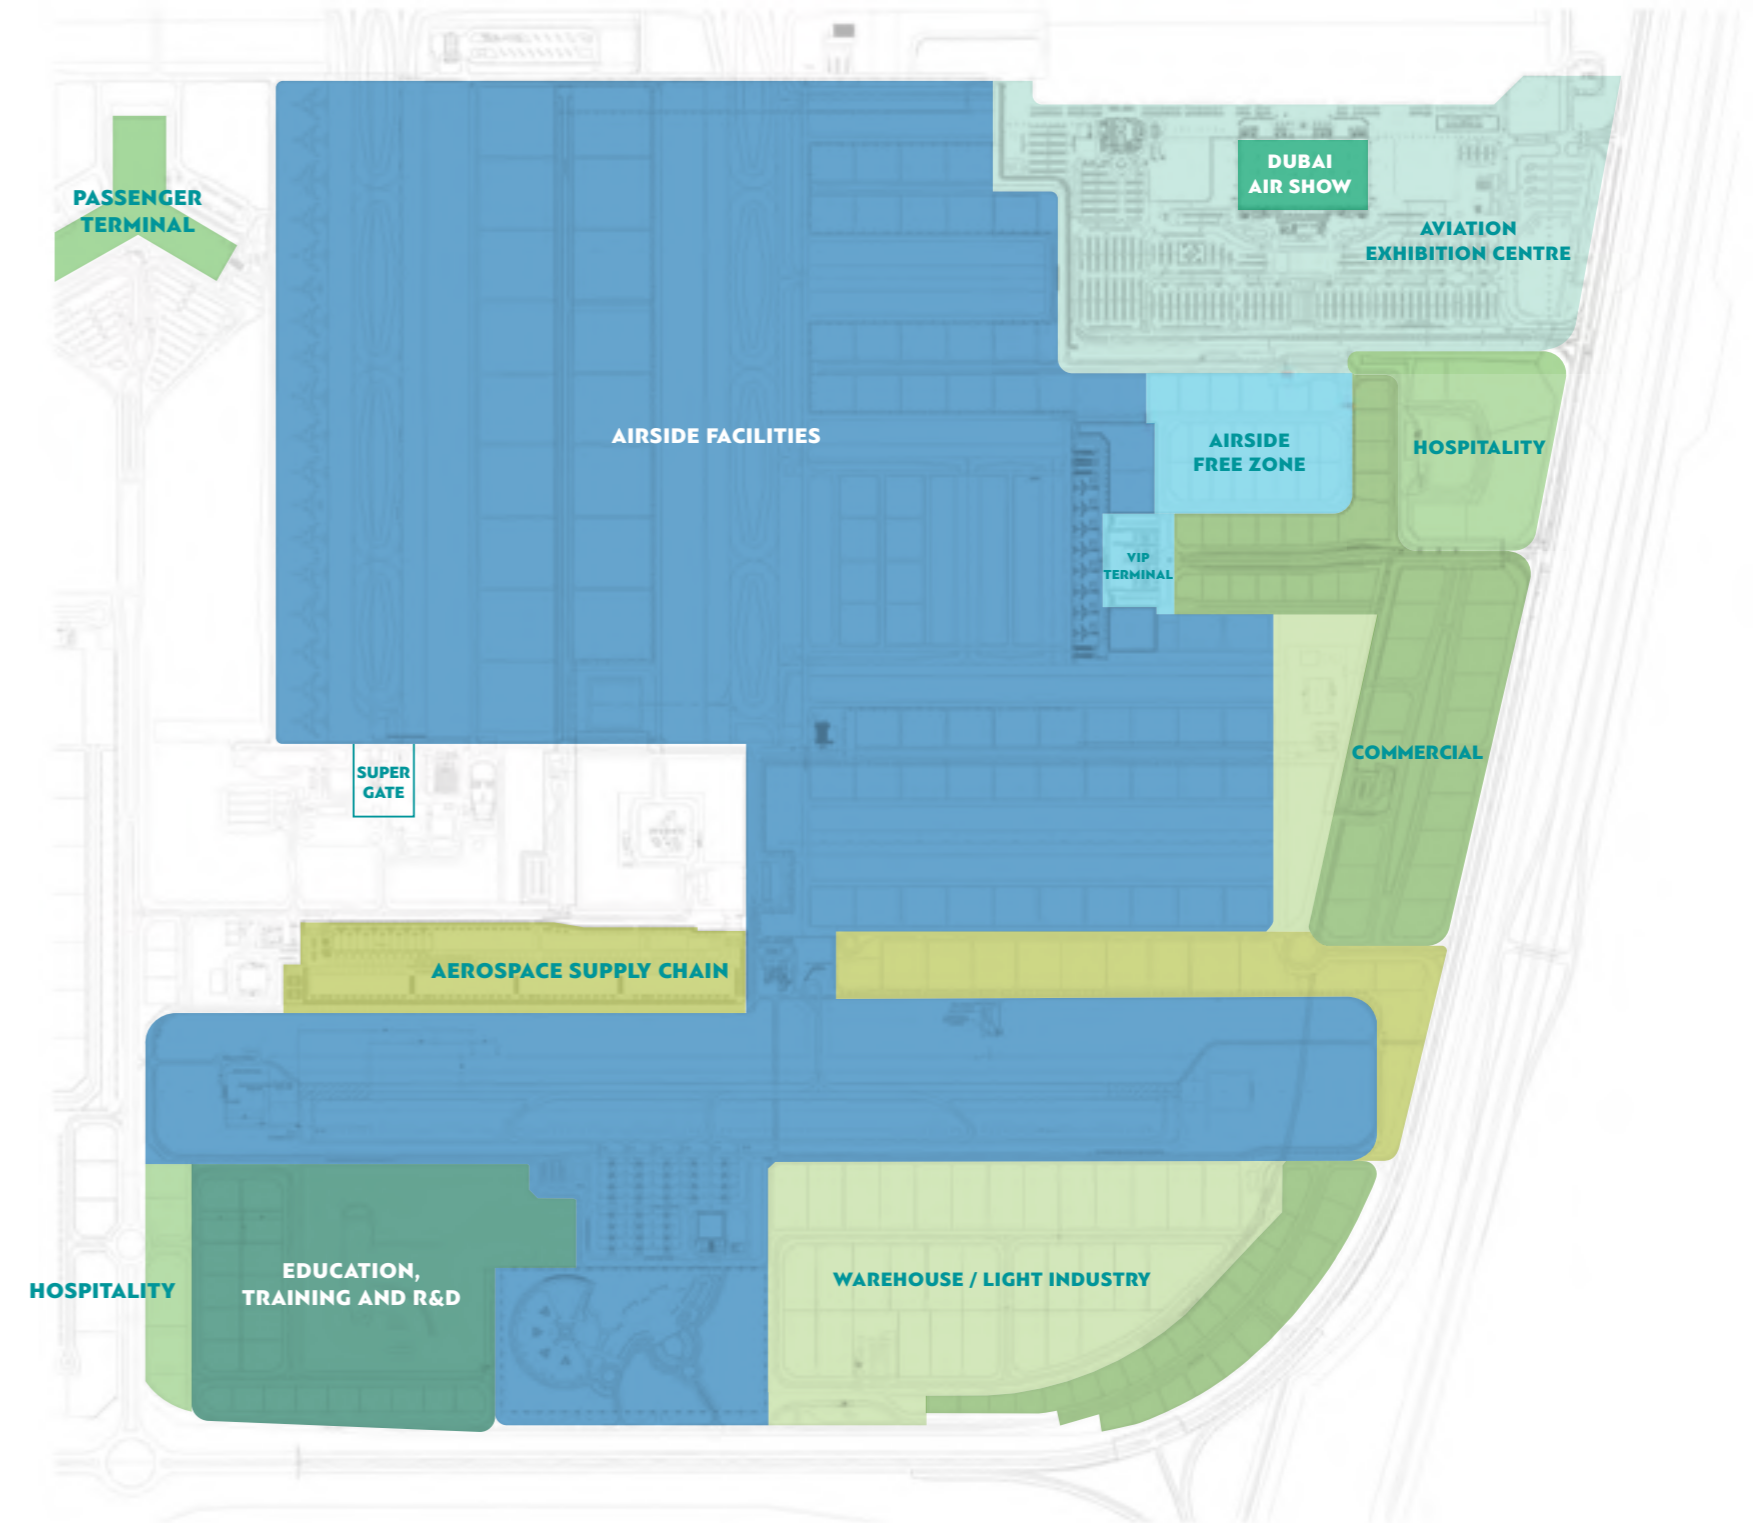 DUBAI
AIR SHOW
PASSENGER
TERMINAL
AVIATION
EXHIBITION CENTRE
AIRSIDE FACILITIES
AIRSIDE
FREE ZONE
HOSPITALITY
VIP
TERMINAL
COMMERCIAL
SUPER
GATE
AEROSPACE SUPPLY CHAIN
EDUCATION,
TRAINING AND R&D
HOSPITALITY
WAREHOUSE / LIGHT INDUSTRY